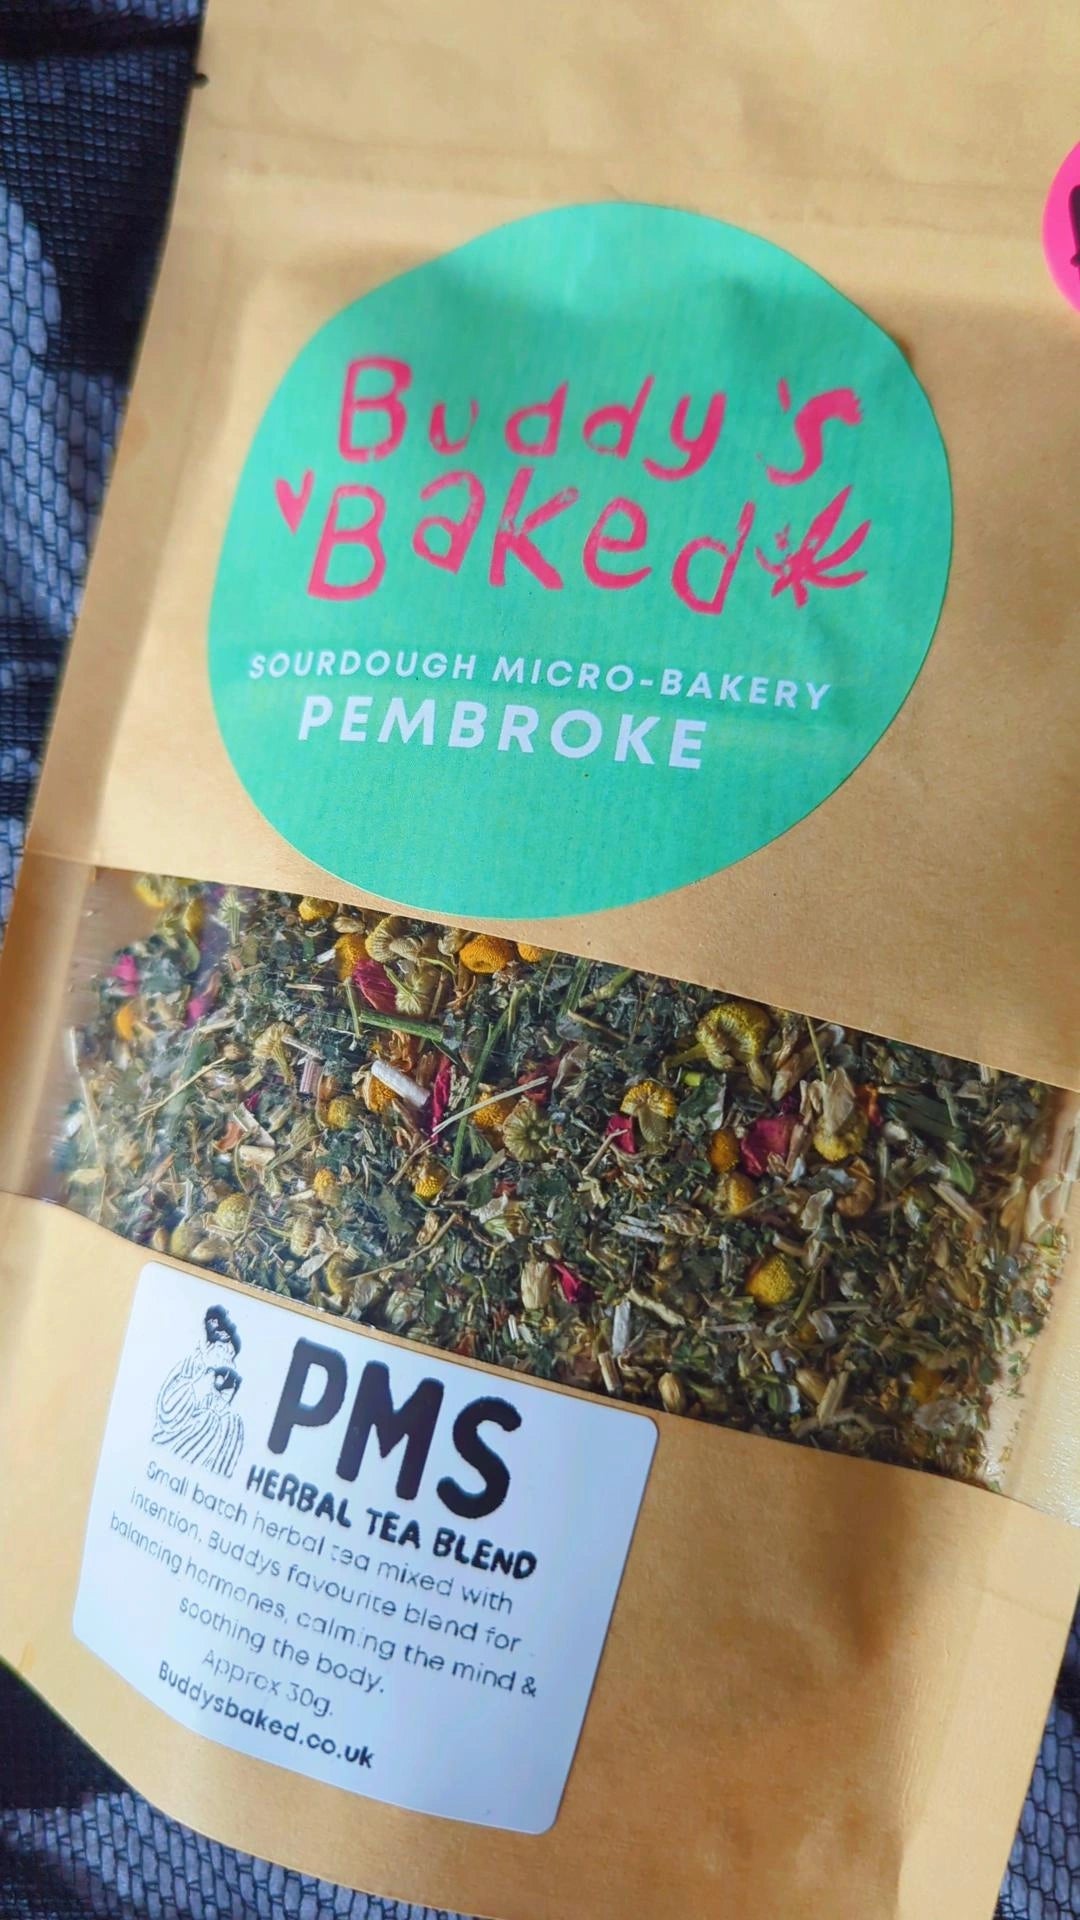 Buddy's
Baked
SOURDOUGH MICRO-BAKERY
PEMBROKE
PMS
HERBAL TEA BLEND
Small batch herbal tea mixed with
intention. Buddys favourite blend for
balancing hormones, calming the mind &
soothing the body.
Approx 30g.
Buddysbaked.co.uk